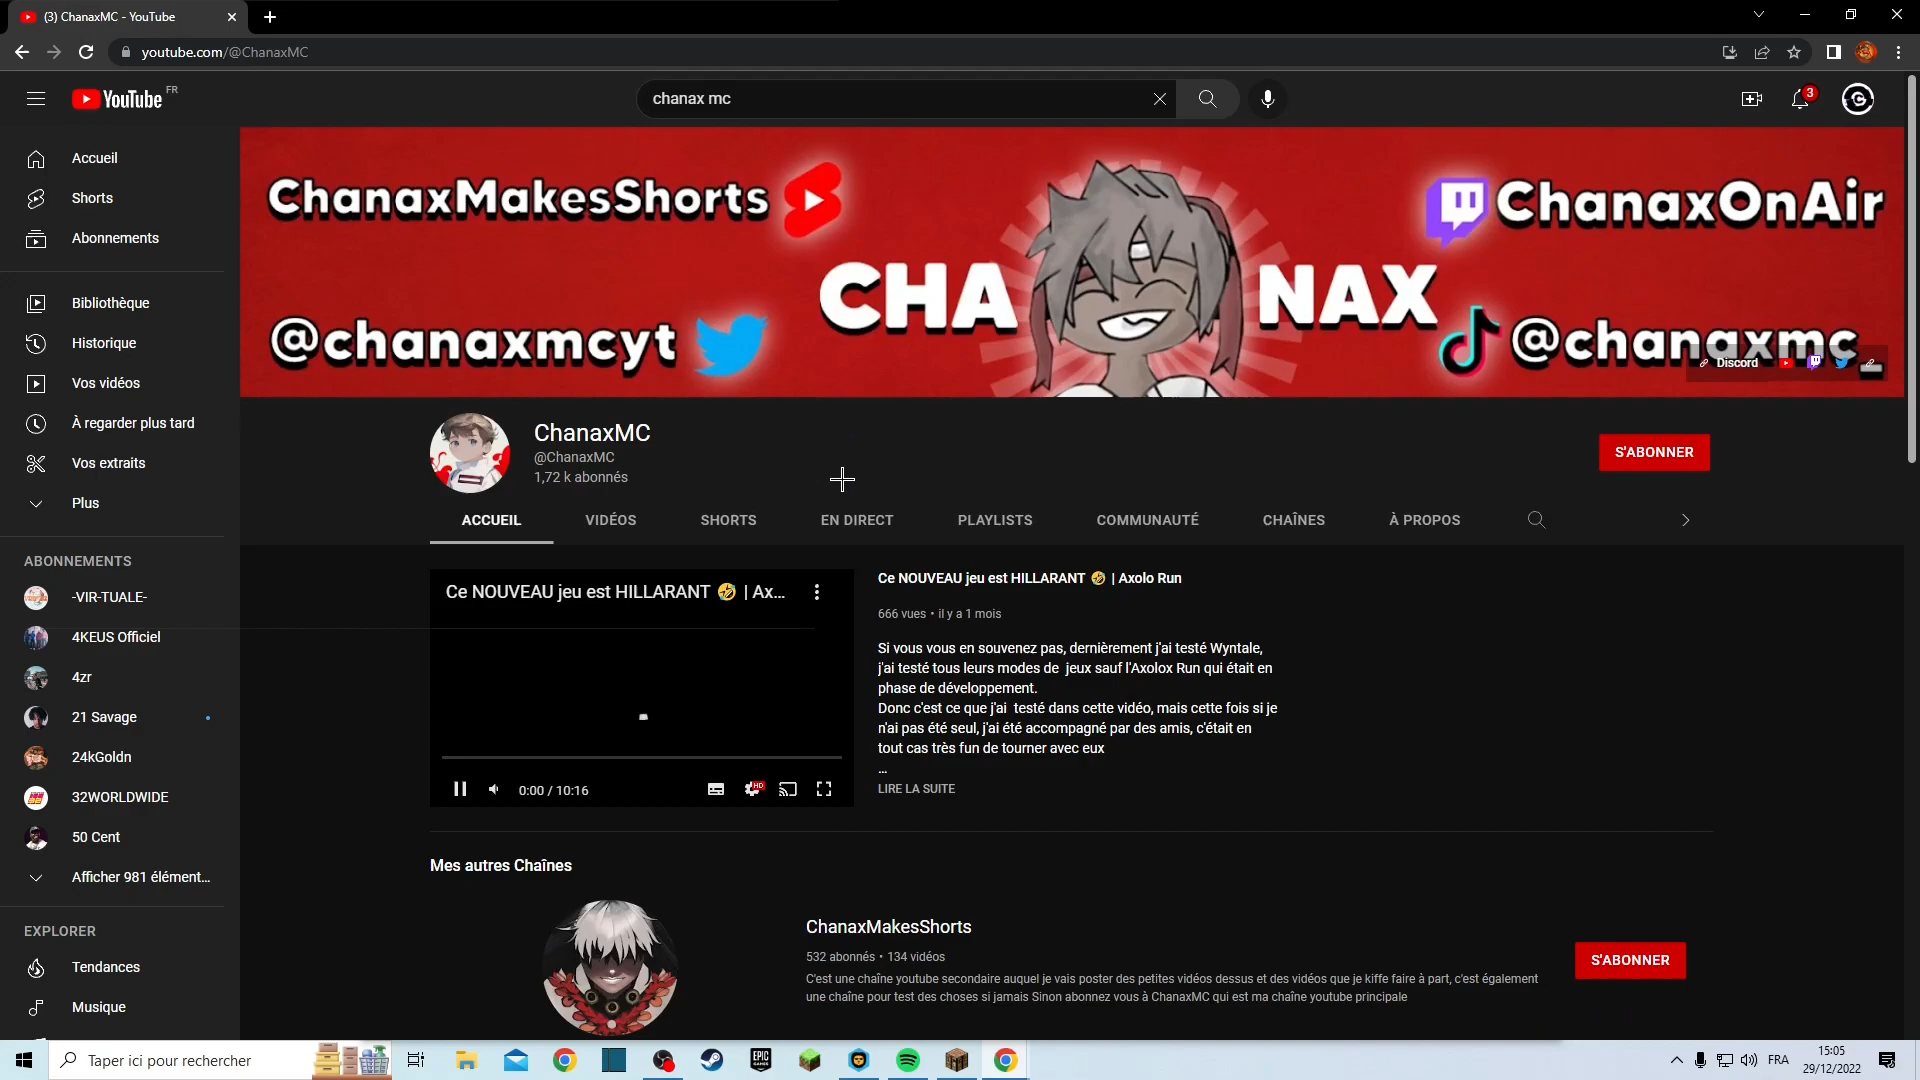 (3) ChanaxMC - YouTube
youtube.com/@ChanaxMC
YouTube FR
chanax mc
3
Accueil
Shorts
Abonnements
Bibliothèque
Historique
Vos vidéos
À regarder plus tard
Vos extraits
Plus
ABONNEMENTS
-VIR-TUALE-
4KEUS Officiel
4zr
21 Savage
24kGoldn
32WORLDWIDE
50 Cent
Afficher 981 élément...
EXPLORER
Tendances
Musique
ChanaxMakesShorts
ChanaxOnAir
CHA NAX
@chanaxmcyt
@chanaxmc
Discord
ChanaxMC
@ChanaxMC
1,72 k abonnés
S'ABONNER
ACCUEIL VIDÉOS SHORTS EN DIRECT PLAYLISTS COMMUNAUTÉ CHAÎNES À PROPOS
Ce NOUVEAU jeu est HILLARANT 🤣 | Ax...
0:00 / 10:16
HD
Ce NOUVEAU jeu est HILLARANT 🤣 | Axolo Run
666 vues • il y a 1 mois
Si vous vous en souvenez pas, dernièrement j'ai testé Wyntale,
j'ai testé tous leurs modes de jeux sauf l'Axolox Run qui était en
phase de développement.
Donc c'est ce que j'ai testé dans cette vidéo, mais cette fois si je
n'ai pas été seul, j'ai été accompagné par des amis, c'était en
tout cas très fun de tourner avec eux
...
LIRE LA SUITE
Mes autres Chaînes
ChanaxMakesShorts
532 abonnés • 134 vidéos
C'est une chaîne youtube secondaire auquel je vais poster des petites vidéos dessus et des vidéos que je kiffe faire à part, c'est également
une chaîne pour test des choses si jamais Sinon abonnez vous à ChanaxMC qui est ma chaîne youtube principale
S'ABONNER
Taper ici pour rechercher
EPIC GAMES
FRA
15:05
29/12/2022